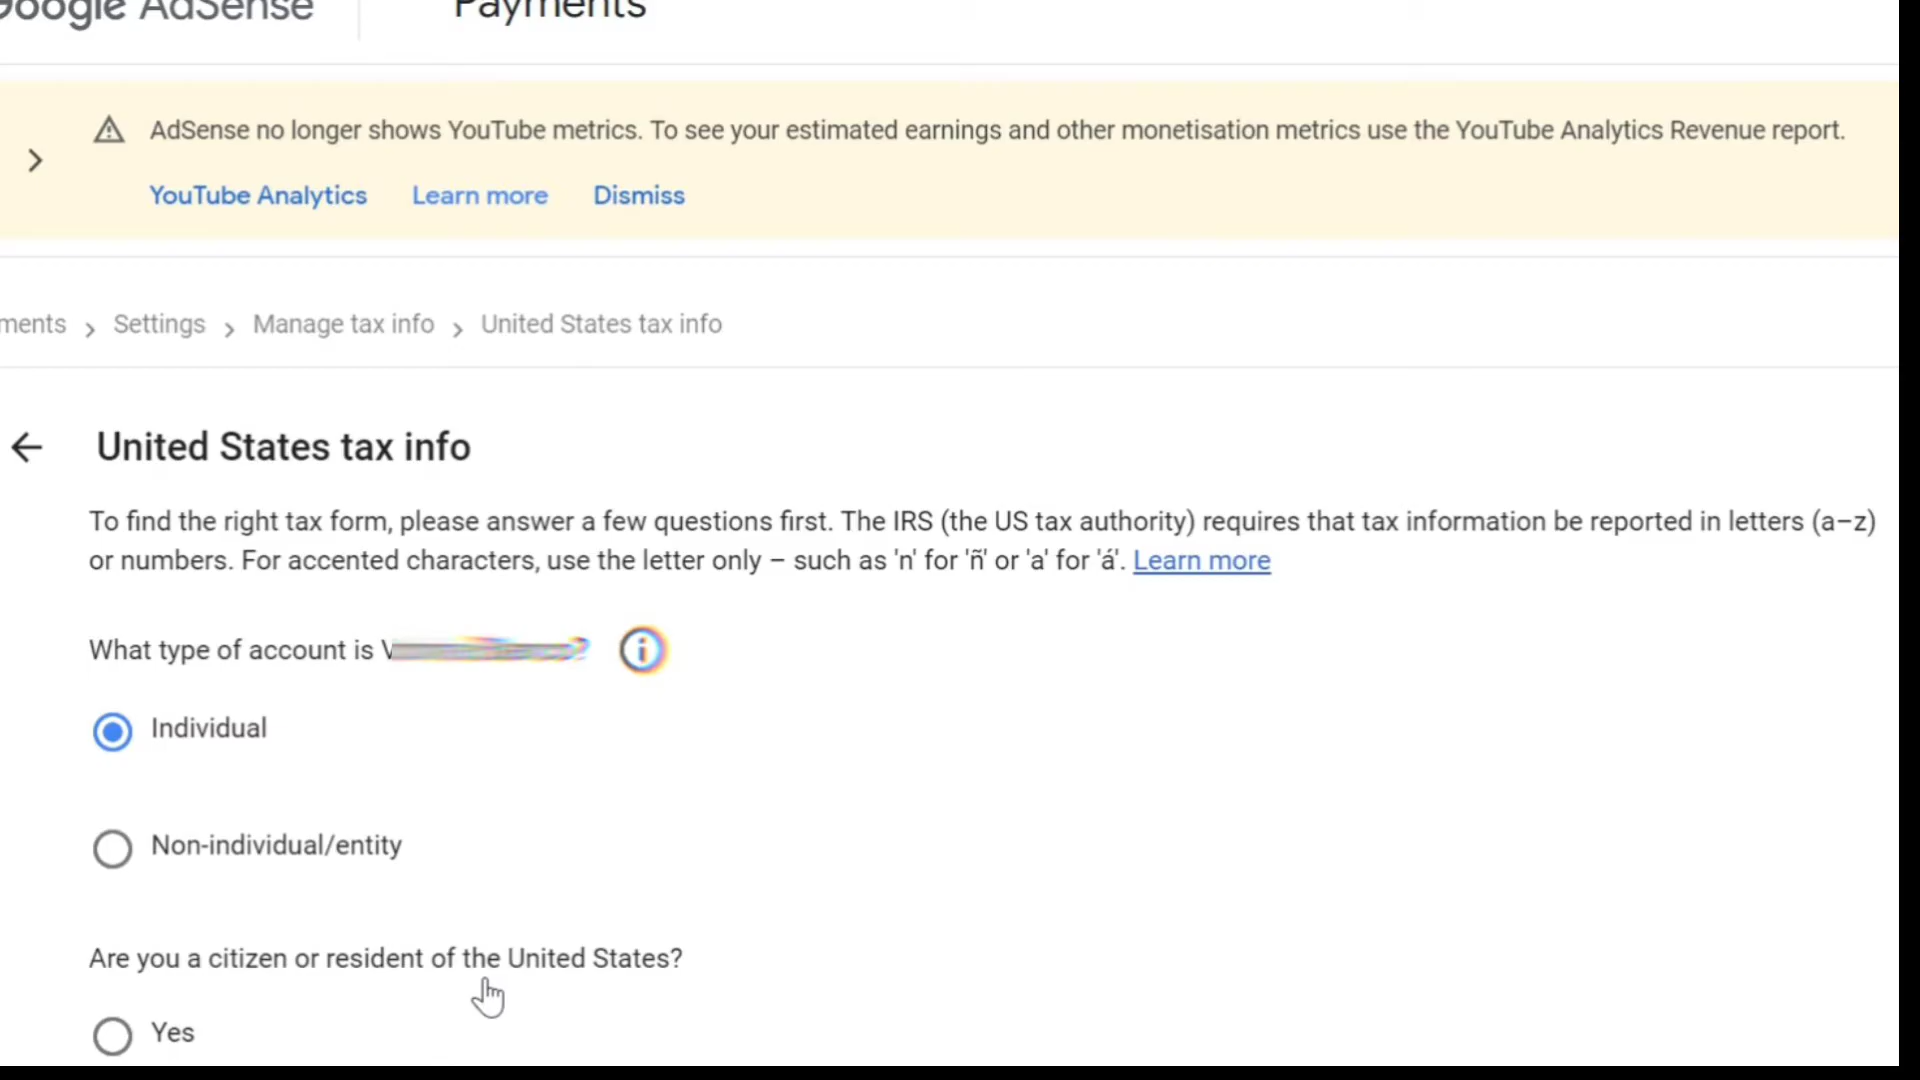 Google AdSense
Payments
AdSense no longer shows YouTube metrics. To see your estimated earnings and other monetisation metrics use the YouTube Analytics Revenue report.
YouTube Analytics Learn more Dismiss
ments > Settings > Manage tax info > United States tax info
United States tax info
To find the right tax form, please answer a few questions first. The IRS (the US tax authority) requires that tax information be reported in letters (a–z)
or numbers. For accented characters, use the letter only – such as 'n' for 'ñ' or 'a' for 'á'. Learn more
What type of account is
Individual
Non-individual/entity
Are you a citizen or resident of the United States?
Yes